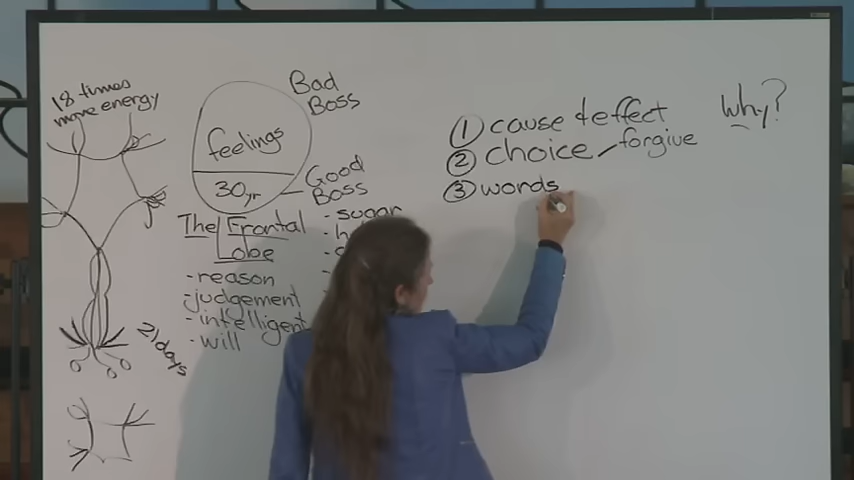 18 times
more energy
feelings
30yr
Bad
Boss
Good
Boss
The Frontal
Lobe
- reason
- judgement
- intelligent
- will
- sugar
21 days
① cause & effect
② choice - forgive
③ words
Why?